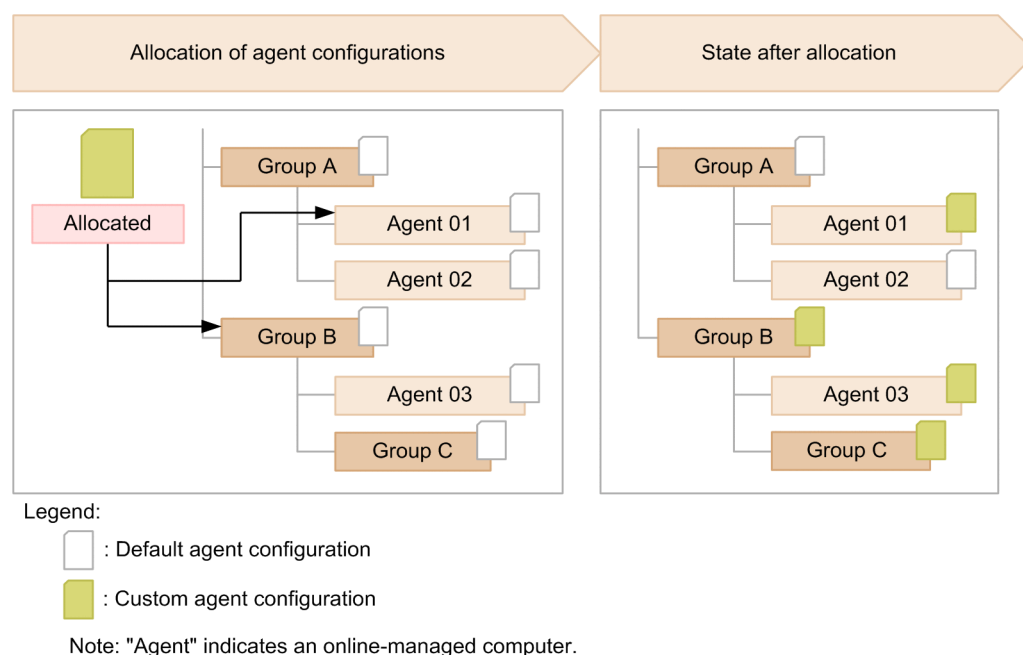 Allocation of agent configurations
State after allocation
Allocated
Group A
Agent 01
Agent 02
Group B
Agent 03
Group C
Group A
Agent 01
Agent 02
Group B
Agent 03
Group C
Legend:
: Default agent configuration
: Custom agent configuration
Note: "Agent" indicates an online-managed computer.